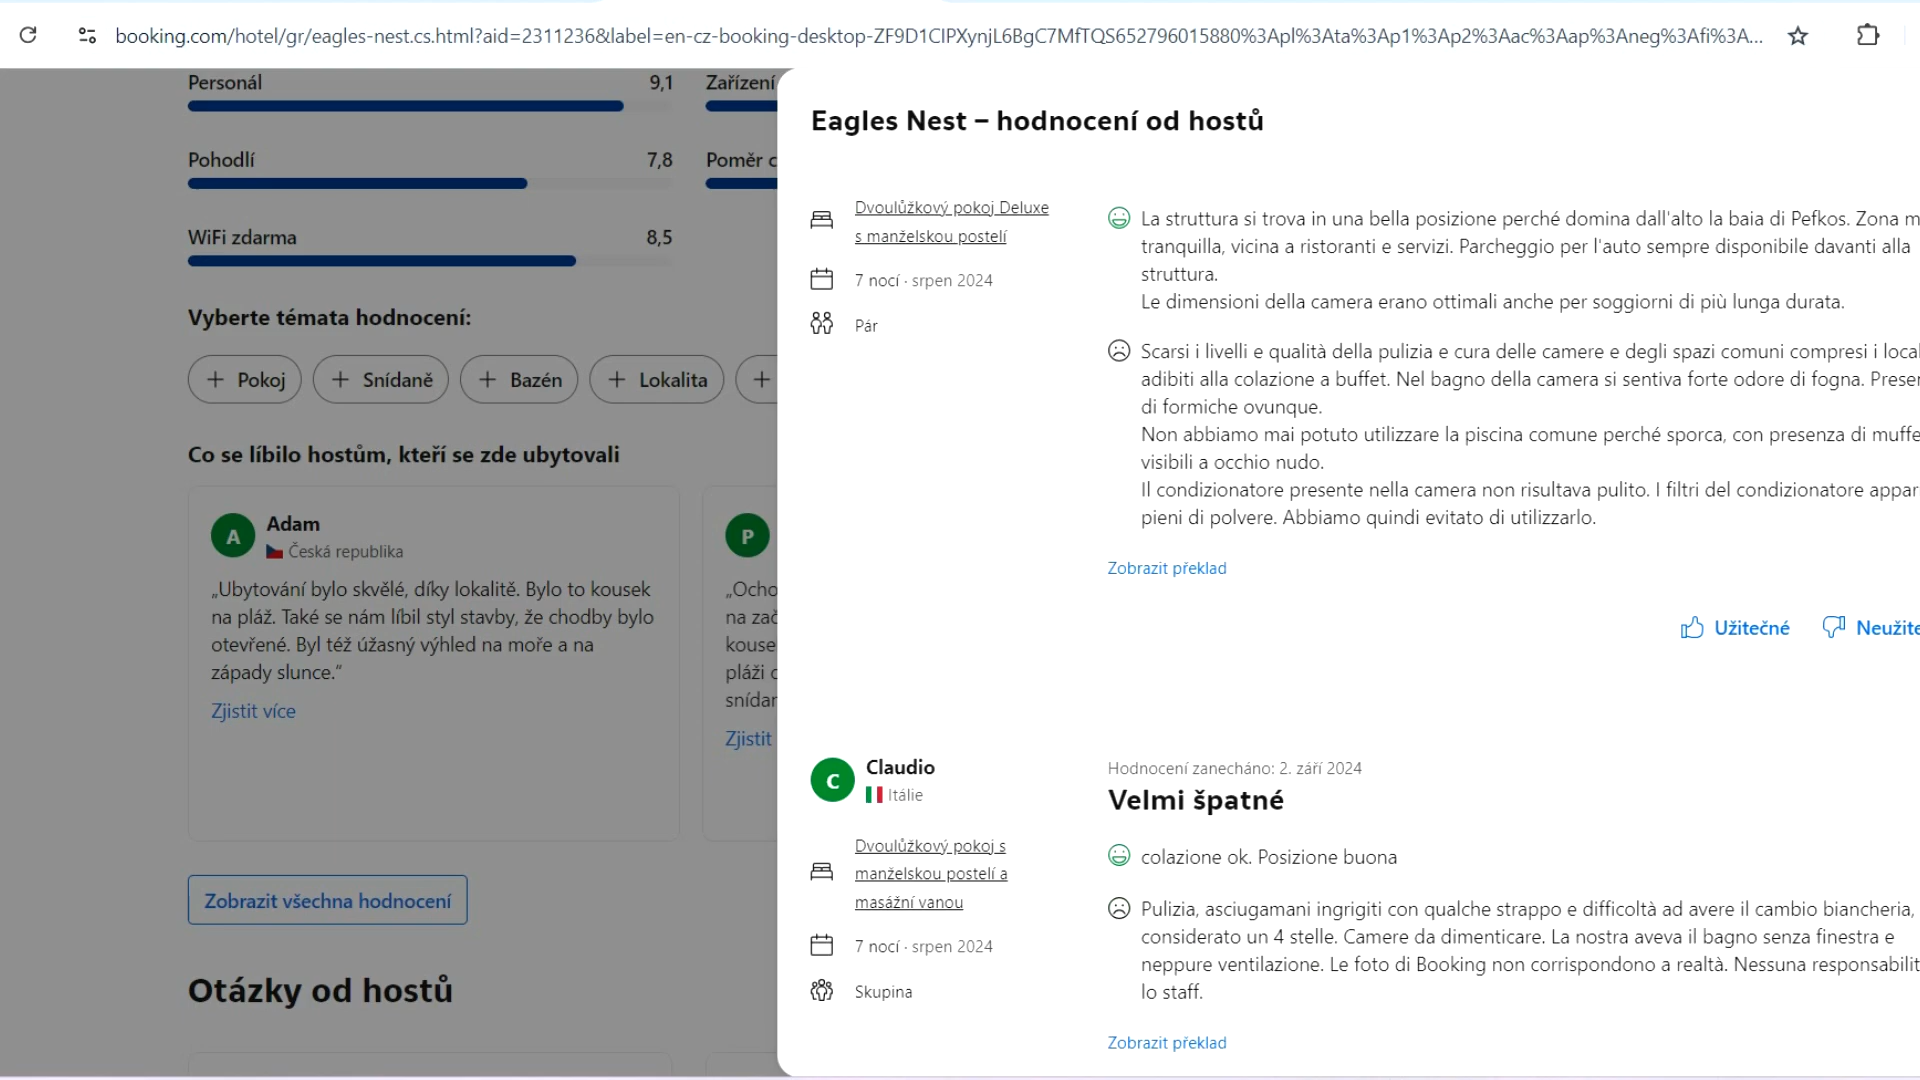 booking.com/hotel/gr/eagles-nest.cs.html?aid=2311236&label=en-cz-booking-desktop-ZF9D1CIPXynjL6BgC7MfTQS652796015880%3Apl%3Ata%3Ap1%3Ap2%3Aac%3Aap%3Aneg%3Afi%3A...
Personál 9,1 Zařízení
Pohodlí 7,8 Poměr c
WiFi zdarma 8,5
Vyberte témata hodnocení:
+ Pokoj + Snídaně + Bazén + Lokalita +
Co se líbilo hostům, kteří se zde ubytovali
A Adam
Česká republika
„Ubytování bylo skvělé, díky lokalitě. Bylo to kousek
na pláž. Také se nám líbil styl stavby, že chodby bylo
otevřené. Byl též úžasný výhled na moře a na
západy slunce.“
Zjistit více
P
„Ocho
na zač
kouse
pláži c
snídar
Zjistit
Zobrazit všechna hodnocení
Otázky od hostů
Eagles Nest – hodnocení od hostů
Dvoulůžkový pokoj Deluxe
s manželskou postelí
7 nocí · srpen 2024
Pár
La struttura si trova in una bella posizione perché domina dall'alto la baia di Pefkos. Zona m
tranquilla, vicina a ristoranti e servizi. Parcheggio per l'auto sempre disponibile davanti alla
struttura.
Le dimensioni della camera erano ottimali anche per soggiorni di più lunga durata.
Scarsi i livelli e qualità della pulizia e cura delle camere e degli spazi comuni compresi i local
adibiti alla colazione a buffet. Nel bagno della camera si sentiva forte odore di fogna. Preser
di formiche ovunque.
Non abbiamo mai potuto utilizzare la piscina comune perché sporca, con presenza di muffe
visibili a occhio nudo.
Il condizionatore presente nella camera non risultava pulito. I filtri del condizionatore appar
pieni di polvere. Abbiamo quindi evitato di utilizzarlo.
Zobrazit překlad
Užitečné Neužite
C Claudio
Itálie
Dvoulůžkový pokoj s
manželskou postelí a
masážní vanou
7 nocí · srpen 2024
Skupina
Hodnocení zanecháno: 2. září 2024
Velmi špatné
colazione ok. Posizione buona
Pulizia, asciugamani ingrigiti con qualche strappo e difficoltà ad avere il cambio biancheria,
considerato un 4 stelle. Camere da dimenticare. La nostra aveva il bagno senza finestra e
neppure ventilazione. Le foto di Booking non corrispondono a realtà. Nessuna responsabilit
lo staff.
Zobrazit překlad